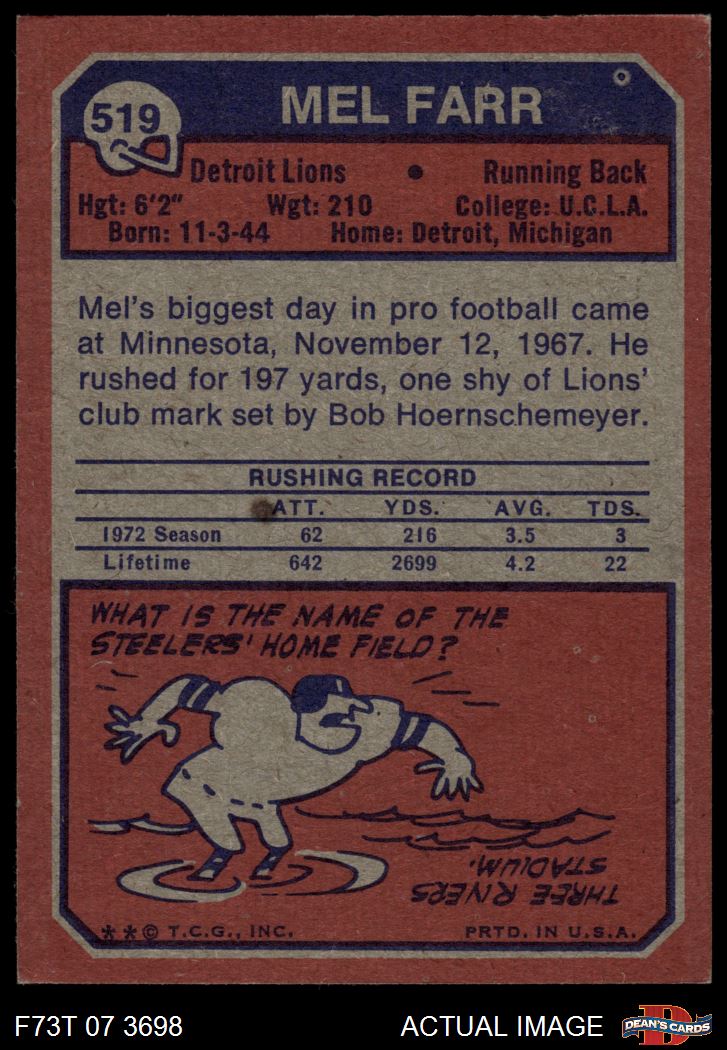 519
MEL FARR
Detroit Lions • Running Back
Hgt: 6'2" Wgt: 210 College: U.C.L.A.
Born: 11-3-44 Home: Detroit, Michigan
Mel's biggest day in pro football came
at Minnesota, November 12, 1967. He
rushed for 197 yards, one shy of Lions'
club mark set by Bob Hoernschemeyer.
RUSHING RECORD
ATT. YDS. AVG. TDS.
1972 Season 62 216 3.5 3
Lifetime 642 2699 4.2 22
WHAT IS THE NAME OF THE
STEELERS' HOME FIELD?
THREE RIVERS
STADIUM.
**© T.C.G., INC. PRTD. IN U.S.A.
F73T 07 3698 ACTUAL IMAGE
D
DEAN'S CARDS